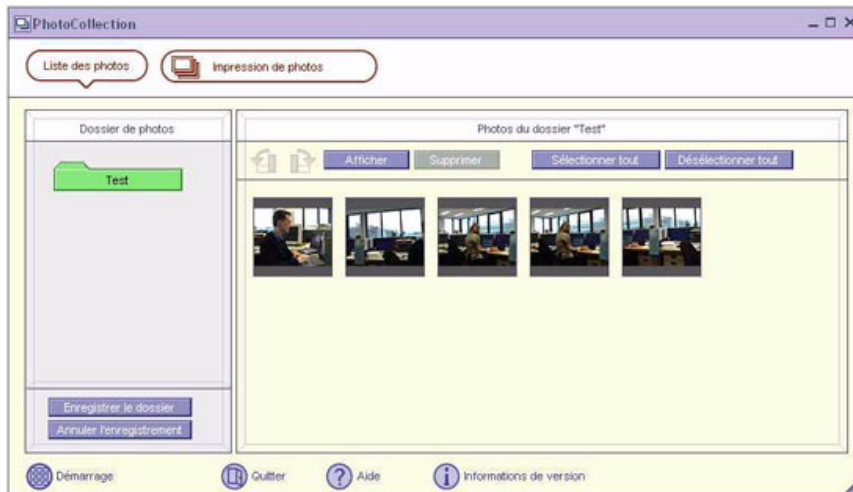 PhotoCollection
Liste des photos
Impression de photos
Dossier de photos
Test
Enregistrer le dossier
Annuler l'enregistrement
Photos du dossier "Test"
Afficher
Supprimer
Sélectionner tout
Désélectionner tout
Démarrage
Quitter
Aide
Informations de version